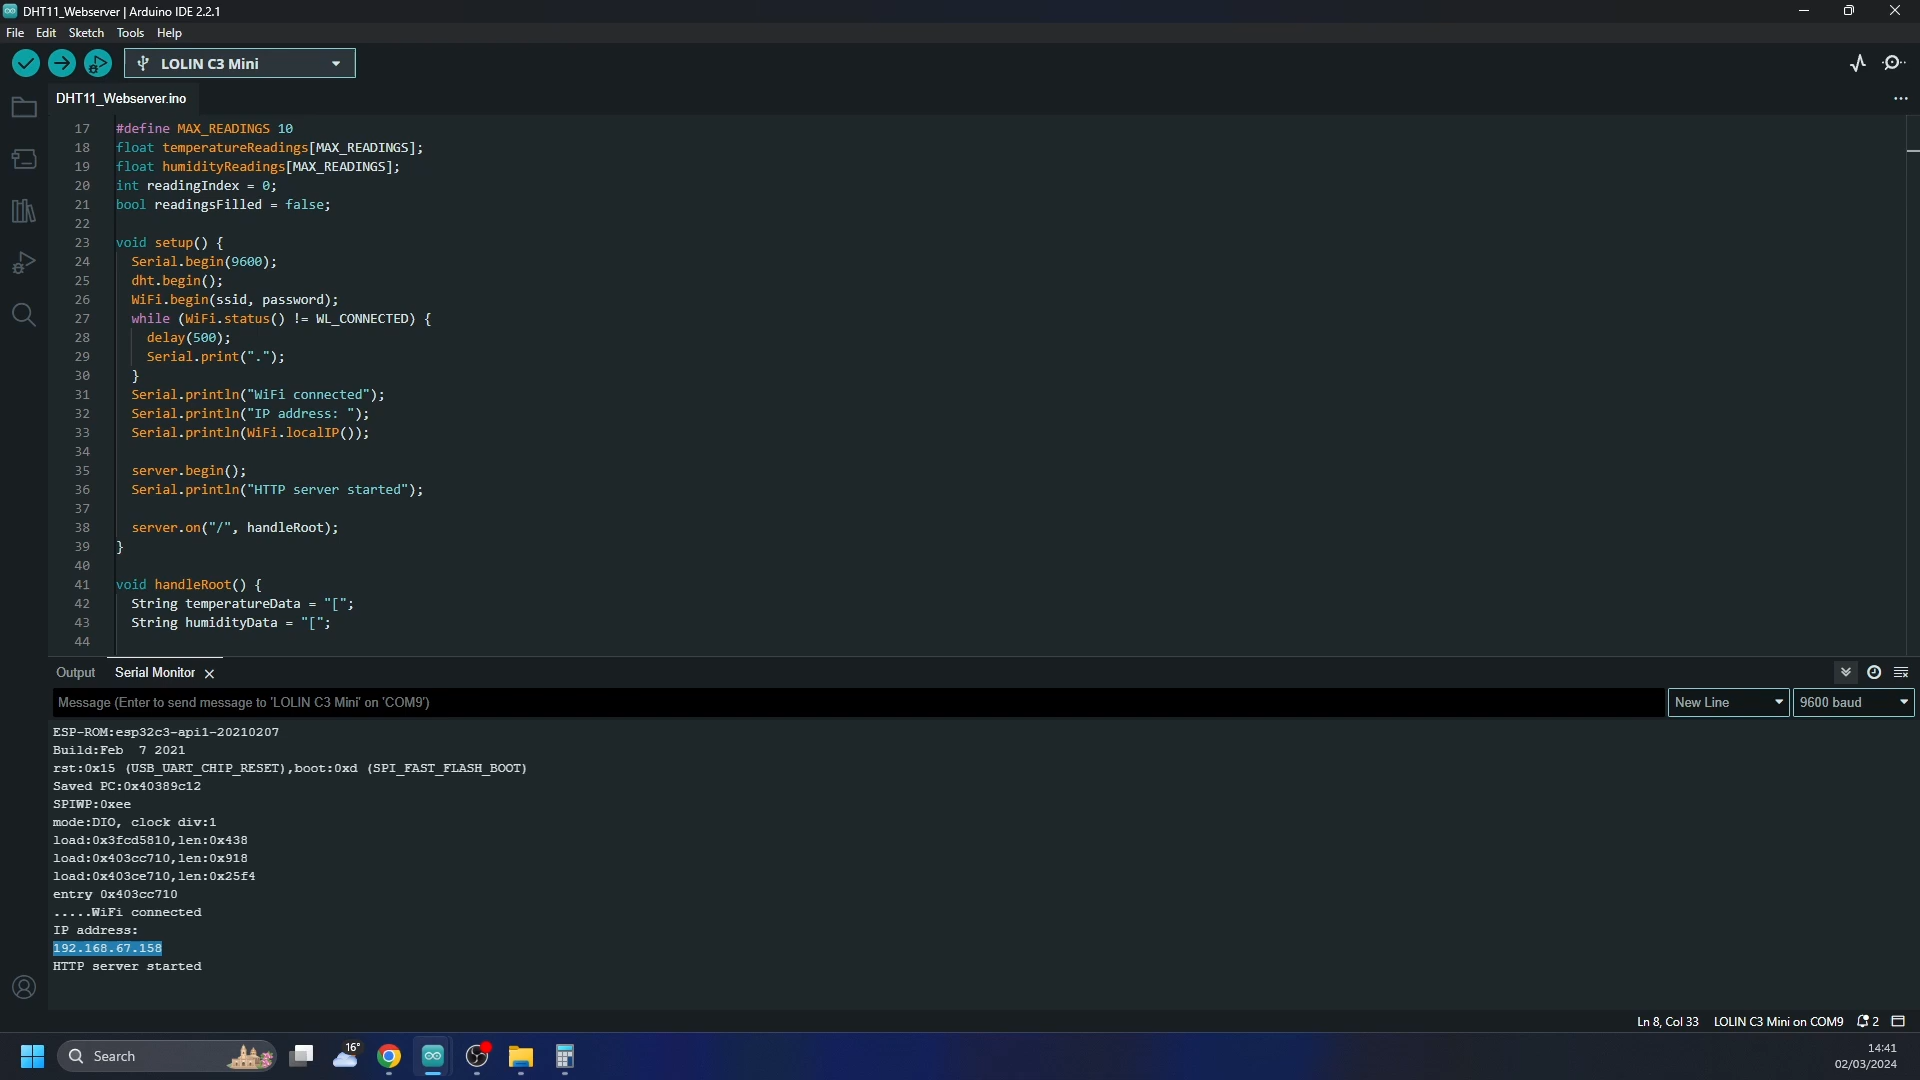 DHT11_Webserver | Arduino IDE 2.2.1
File Edit Sketch Tools Help
LOLIN C3 Mini
DHT11_Webserver.ino
17 #define MAX_READINGS 10
18 float temperatureReadings[MAX_READINGS];
19 float humidityReadings[MAX_READINGS];
20 int readingIndex = 0;
21 bool readingsFilled = false;
22
23 void setup() {
24 Serial.begin(9600);
25 dht.begin();
26 WiFi.begin(ssid, password);
27 while (WiFi.status() != WL_CONNECTED) {
28 delay(500);
29 Serial.print(".");
30 }
31 Serial.println("WiFi connected");
32 Serial.println("IP address: ");
33 Serial.println(WiFi.localIP());
34
35 server.begin();
36 Serial.println("HTTP server started");
37
38 server.on("/", handleRoot);
39 }
40
41 void handleRoot() {
42 String temperatureData = "[";
43 String humidityData = "[";
44
Output Serial Monitor
Message (Enter to send message to 'LOLIN C3 Mini' on 'COM9') New Line 9600 baud
ESP-ROM:esp32c3-api1-20210207
Build:Feb  7 2021
rst:0x15 (USB_UART_CHIP_RESET),boot:0xd (SPI_FAST_FLASH_BOOT)
Saved PC:0x40389c12
SPIWP:0xee
mode:DIO, clock div:1
load:0x3fcd5810,len:0x438
load:0x403cc710,len:0x918
load:0x403ce710,len:0x25f4
entry 0x403cc710
.....WiFi connected
IP address:
192.168.67.158
HTTP server started
Ln 8, Col 33 LOLIN C3 Mini on COM9 2
Search 16° 14:41
02/03/2024